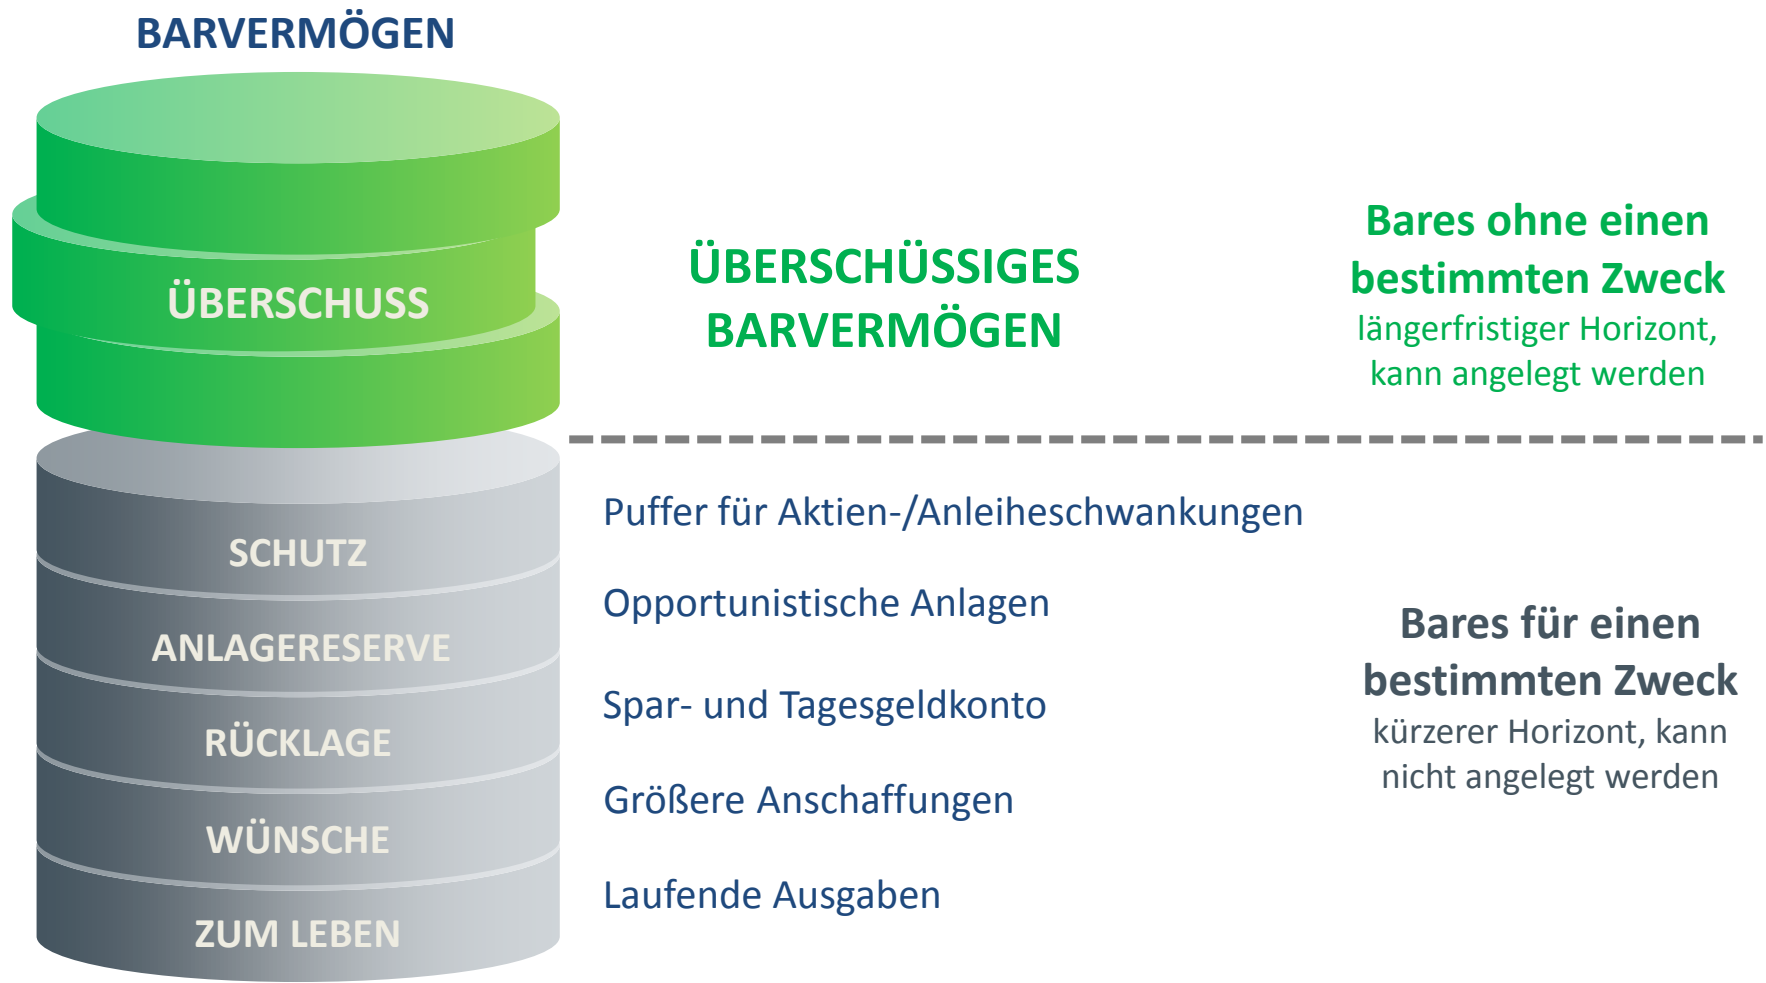 BARVERMÖGEN
ÜBERSCHUSS
ÜBERSCHÜSSIGES
BARVERMÖGEN
Bares ohne einen
bestimmten Zweck
längerfristiger Horizont,
kann angelegt werden
SCHUTZ
Puffer für Aktien-/Anleiheschwankungen
ANLAGERESERVE
Opportunistische Anlagen
RÜCKLAGE
Spar- und Tagesgeldkonto
WÜNSCHE
Größere Anschaffungen
ZUM LEBEN
Laufende Ausgaben
Bares für einen
bestimmten Zweck
kürzerer Horizont, kann
nicht angelegt werden